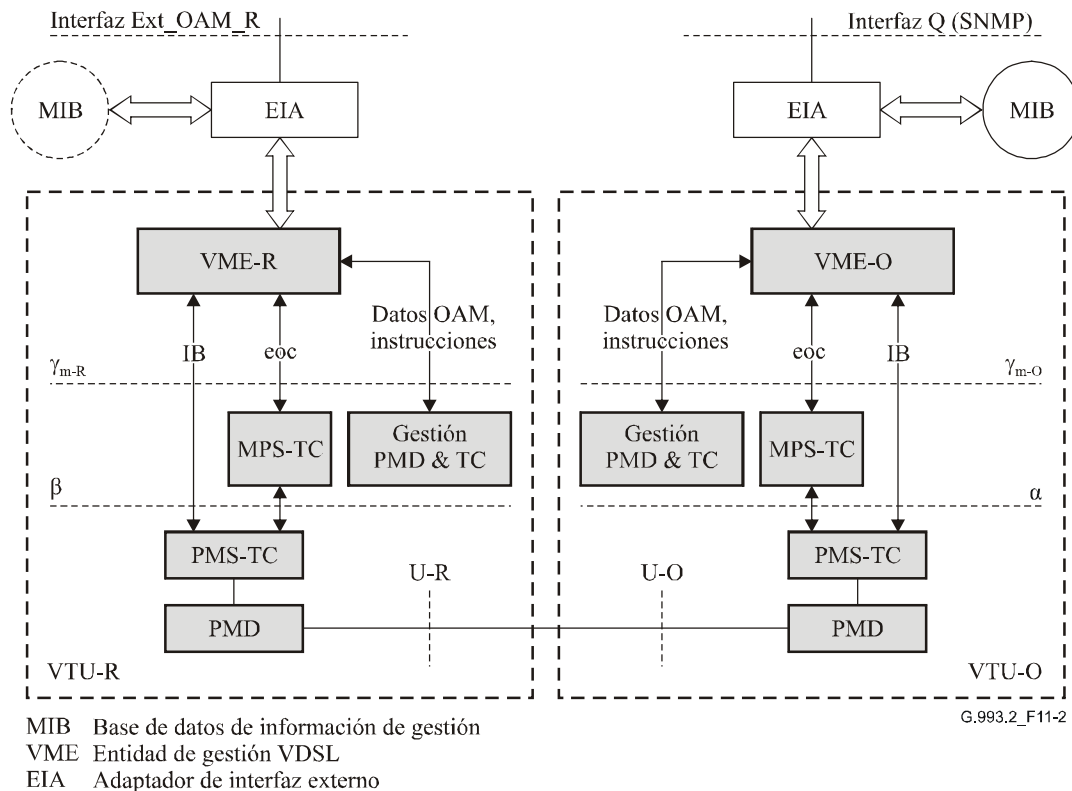 Interfaz Ext_OAM_R
Interfaz Q (SNMP)
MIB
EIA
EIA
MIB
VME-R
VME-O
Datos OAM,
instrucciones
Datos OAM,
instrucciones
IB
eoc
eoc
IB
γm-R
γm-O
MPS-TC
Gestión
PMD & TC
Gestión
PMD & TC
MPS-TC
β
α
PMS-TC
PMS-TC
U-R
U-O
PMD
PMD
VTU-R
VTU-O
G.993.2_F11-2
MIB Base de datos de información de gestión
VME Entidad de gestión VDSL
EIA Adaptador de interfaz externo